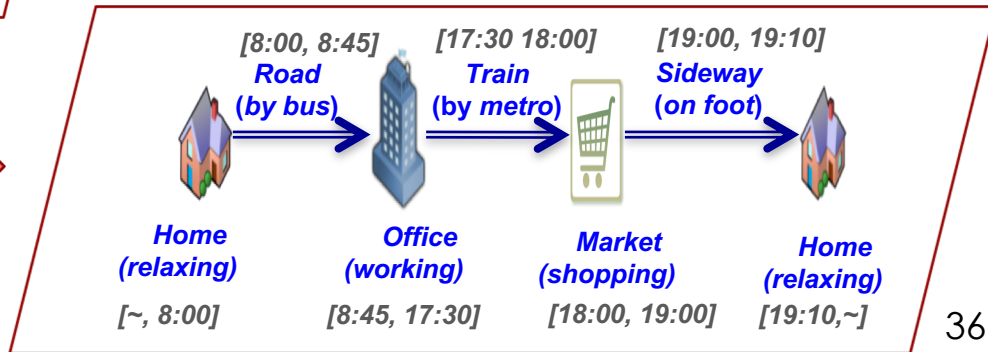 [8:00, 8:45] [17:30 18:00] [19:00, 19:10]
Road Train Sideway
(by bus) (by metro) (on foot)
Home Office Market Home
(relaxing) (working) (shopping) (relaxing)
[~, 8:00] [8:45, 17:30] [18:00, 19:00] [19:10,~]
36